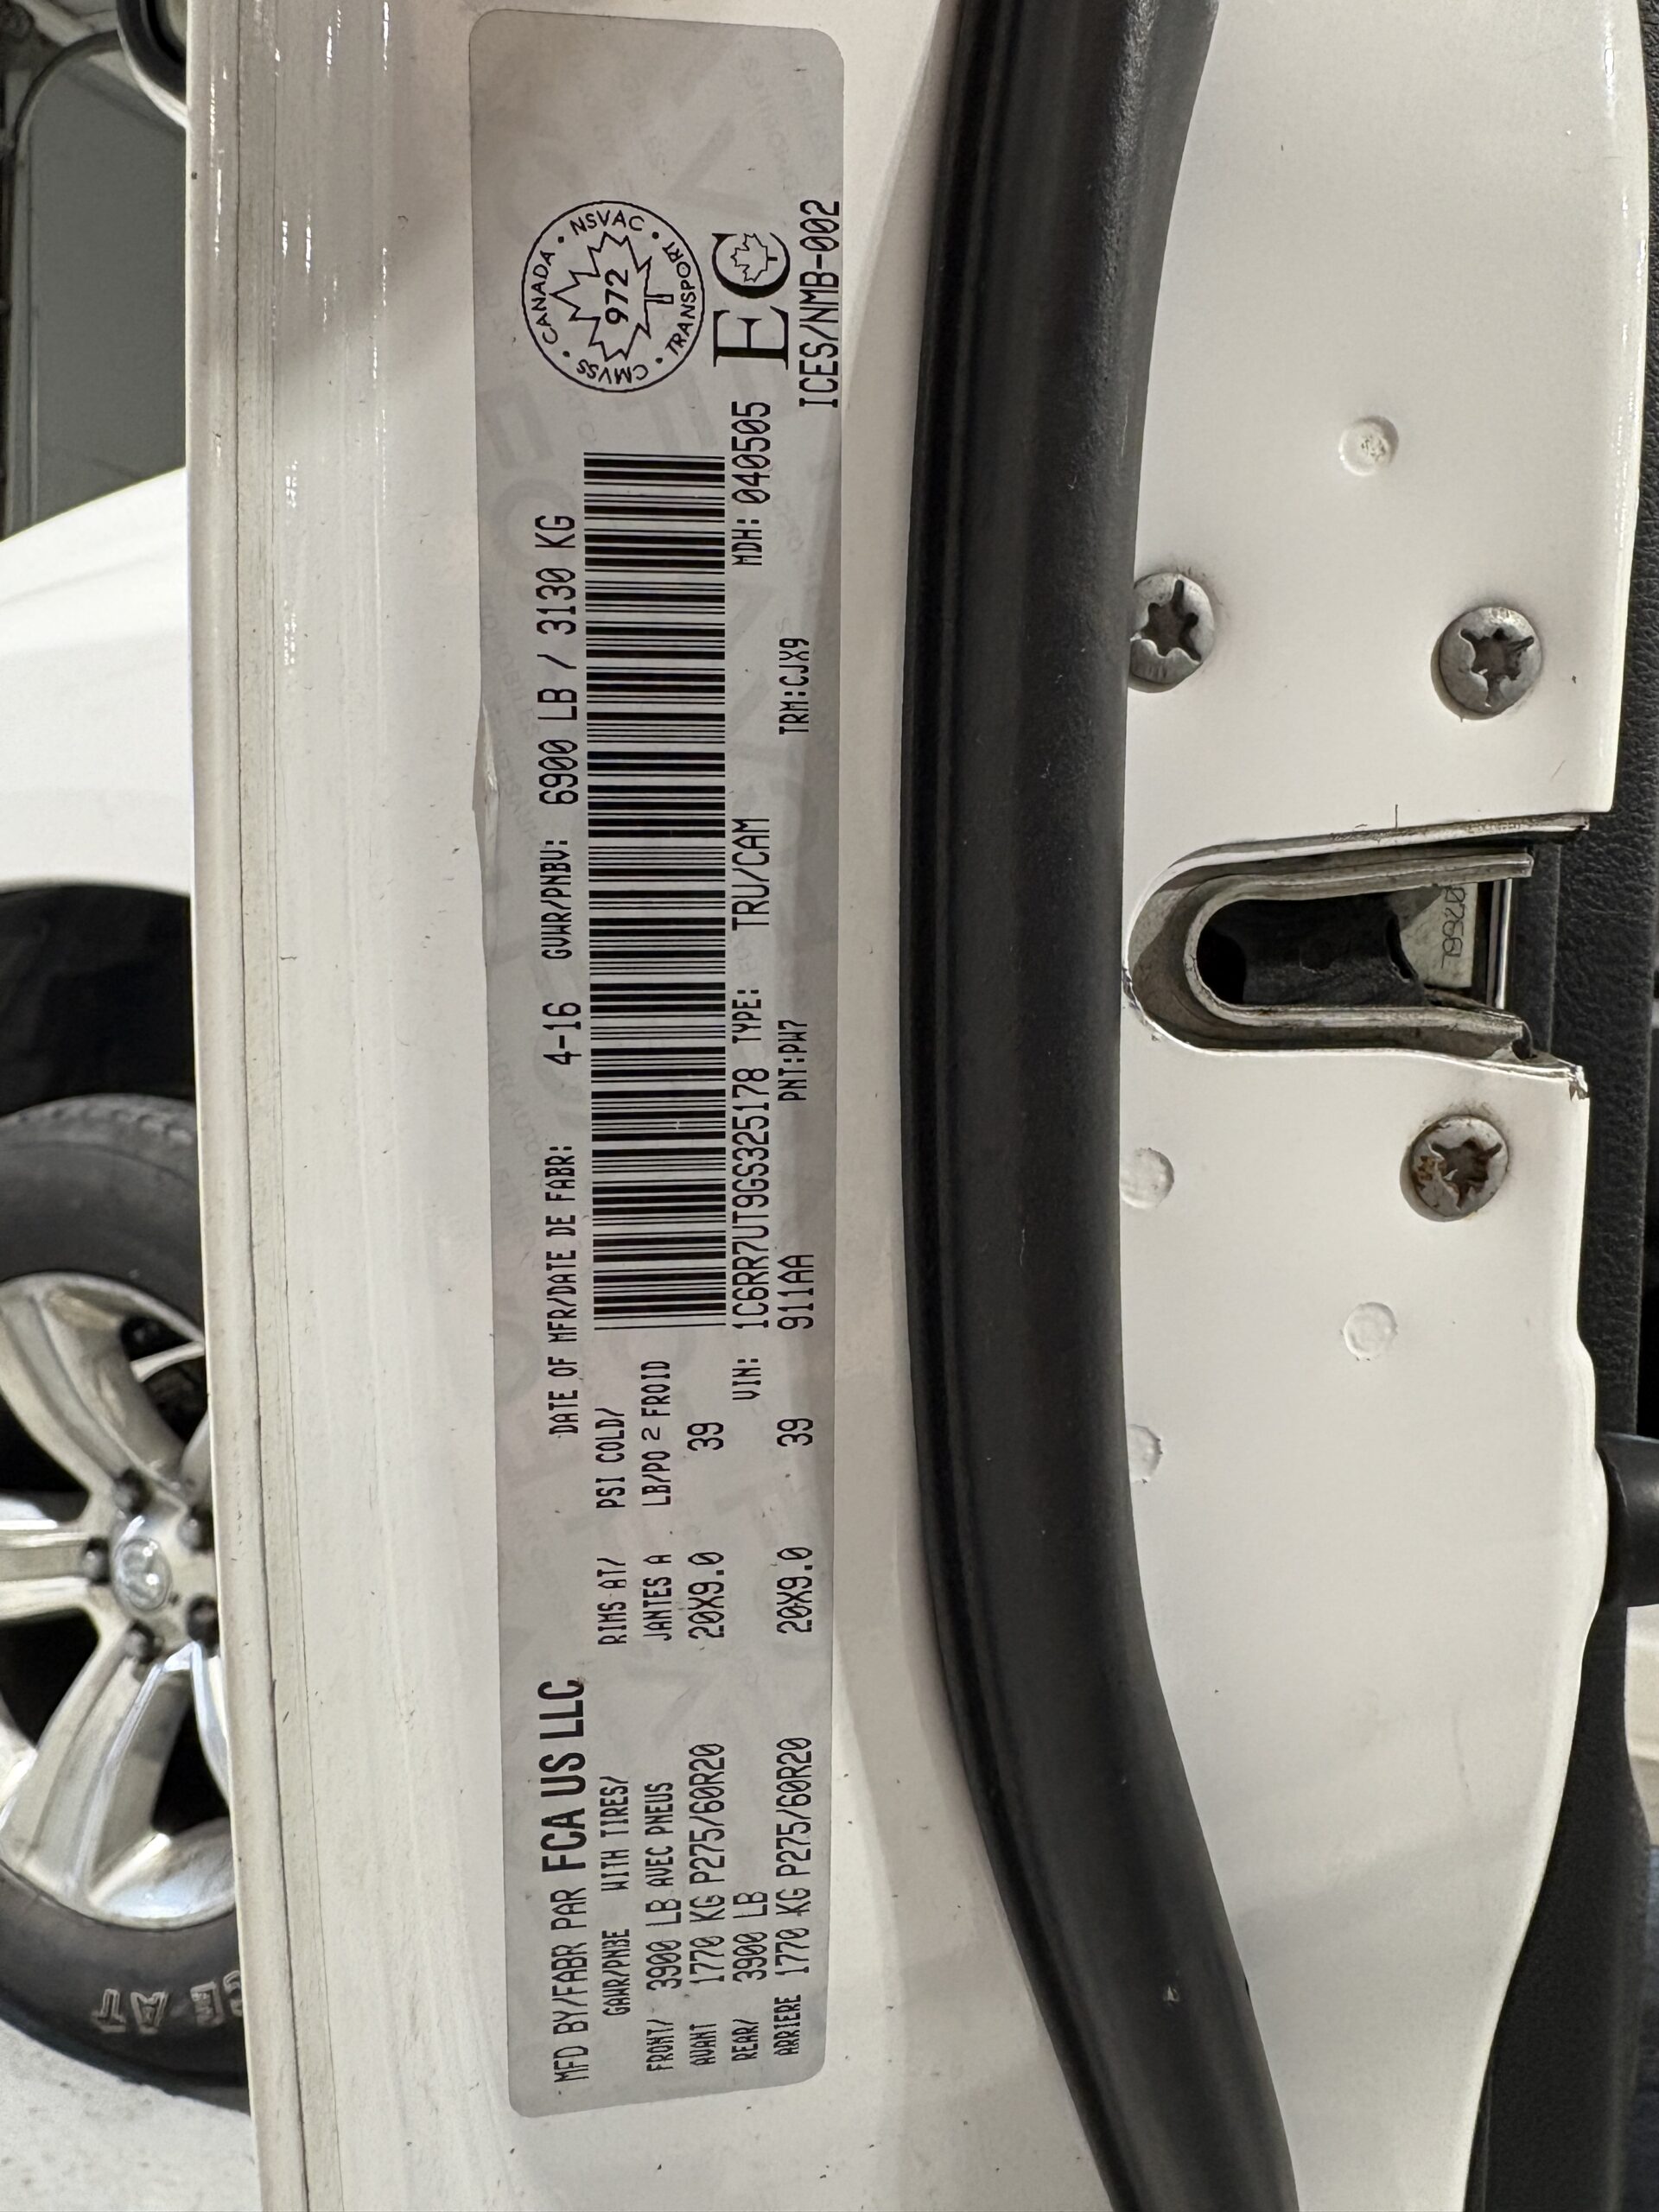 MFD BY/FABR PAR FCA US LLC
DATE OF MFR/DATE DE FABR: 4-16 GVWR/PNBV: 6900 LB / 3130 KG
GAWR/PNBE WITH TIRES/ RIMS AT/ PSI COLD/
FRONT/ 3900 LB AVEC PNEUS JANTES A LB/PO 2 FROID
AVANT 1770 KG P275/60R20 20X9.0 39
REAR/ 3900 LB
VIN: 1C6RR7UT9GS325178 TYPE: TRU/CAM MDH: 040505
ARRIERE 1770 KG P275/60R20 20X9.0 39
911AA PNT:PW7 TRM:CJX9
CANADA • NSVAC • TRANSPORT • CMVSS •
972
EC
ICES/NMB-002